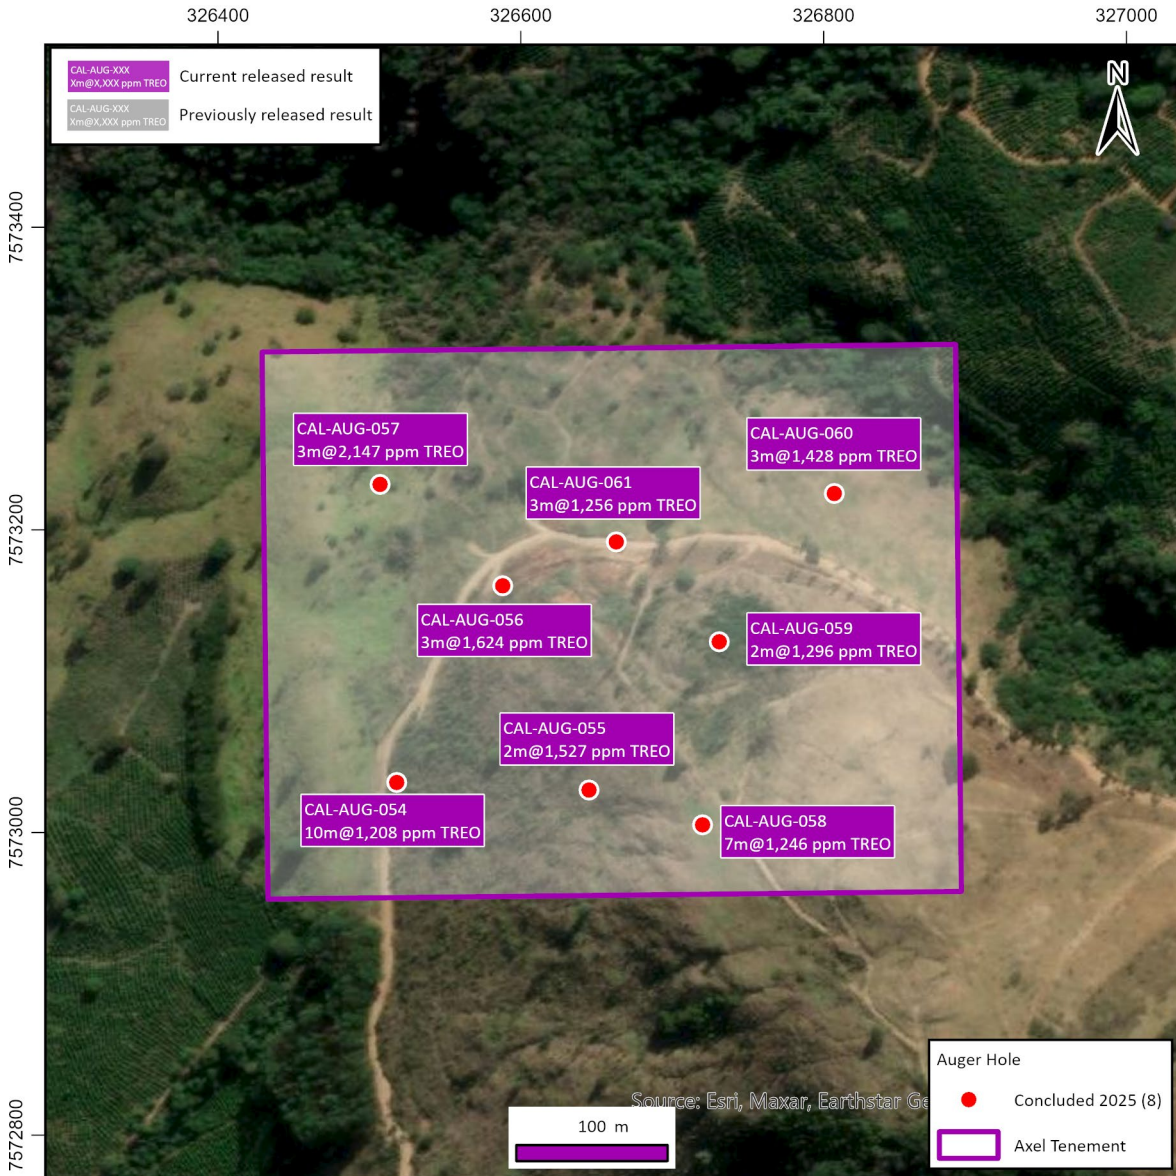 326400
326600
326800
327000
CAL-AUG-XXX
Xm@X,XXX ppm TREO
Current released result
CAL-AUG-XXX
Xm@X,XXX ppm TREO
Previously released result
N
7573400
7573200
7573000
7572800
CAL-AUG-057
3m@2,147 ppm TREO
CAL-AUG-060
3m@1,428 ppm TREO
CAL-AUG-061
3m@1,256 ppm TREO
CAL-AUG-056
3m@1,624 ppm TREO
CAL-AUG-059
2m@1,296 ppm TREO
CAL-AUG-055
2m@1,527 ppm TREO
CAL-AUG-054
10m@1,208 ppm TREO
CAL-AUG-058
7m@1,246 ppm TREO
Source: Esri, Maxar, Earthstar Ge
100 m
Auger Hole
Concluded 2025 (8)
Axel Tenement